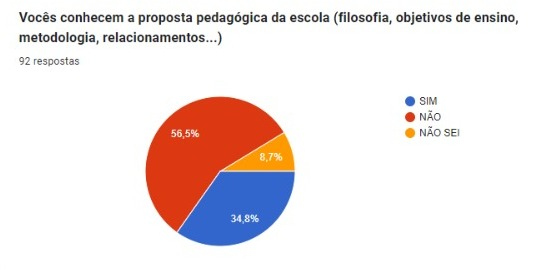 Vocês conhecem a proposta pedagógica da escola (filosofia, objetivos de ensino,
metodologia, relacionamentos...)
92 respostas
SIM
NÃO
NÃO SEI
56,5%
8,7%
34,8%